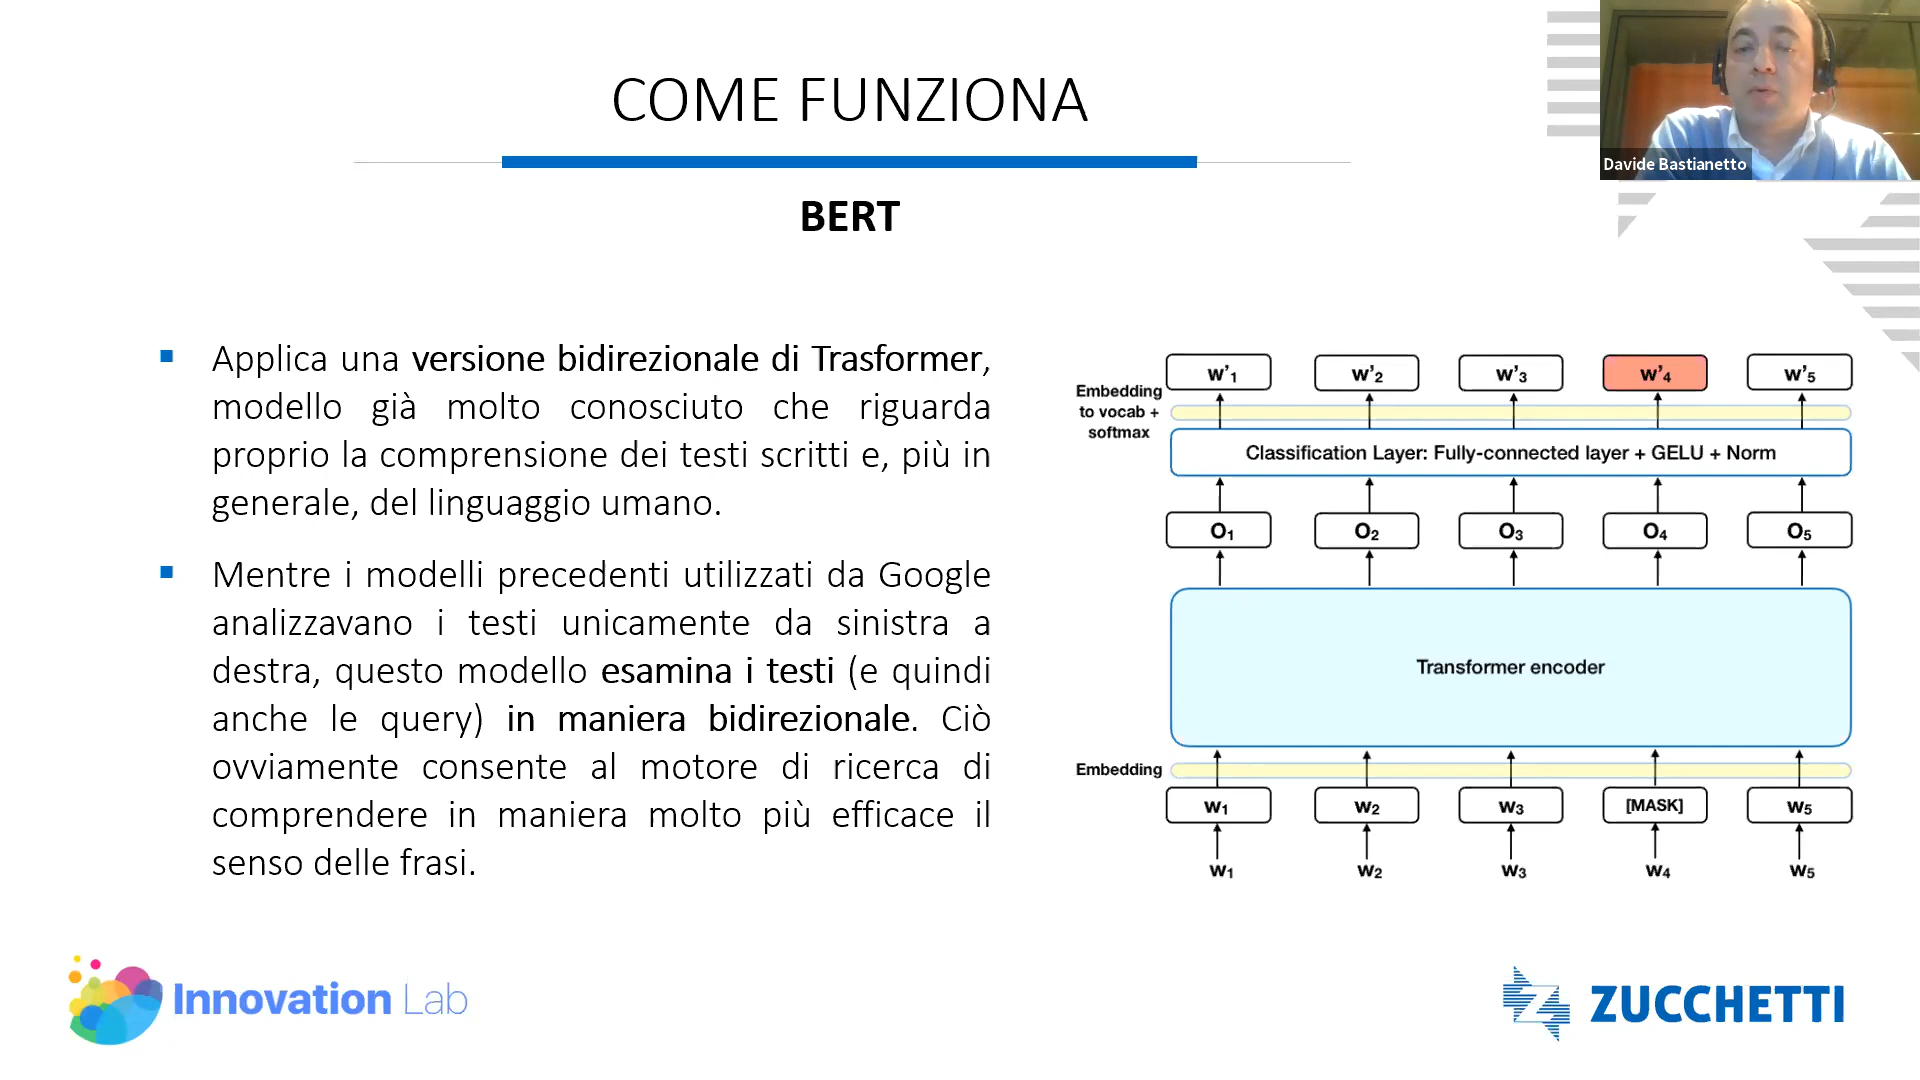 COME FUNZIONA
Davide Bastianetto
BERT
▪ Applica una versione bidirezionale di Trasformer,
modello già molto conosciuto che riguarda
proprio la comprensione dei testi scritti e, più in
generale, del linguaggio umano.
▪ Mentre i modelli precedenti utilizzati da Google
analizzavano i testi unicamente da sinistra a
destra, questo modello esamina i testi (e quindi
anche le query) in maniera bidirezionale. Ciò
ovviamente consente al motore di ricerca di
comprendere in maniera molto più efficace il
senso delle frasi.
W'1 W'2 W'3 W'4 W'5
Embedding
to vocab +
softmax
Classification Layer: Fully-connected layer + GELU + Norm
O1 O2 O3 O4 O5
Transformer encoder
Embedding
W1 W2 W3 [MASK] W5
W1 W2 W3 W4 W5
Innovation Lab
ZUCCHETTI